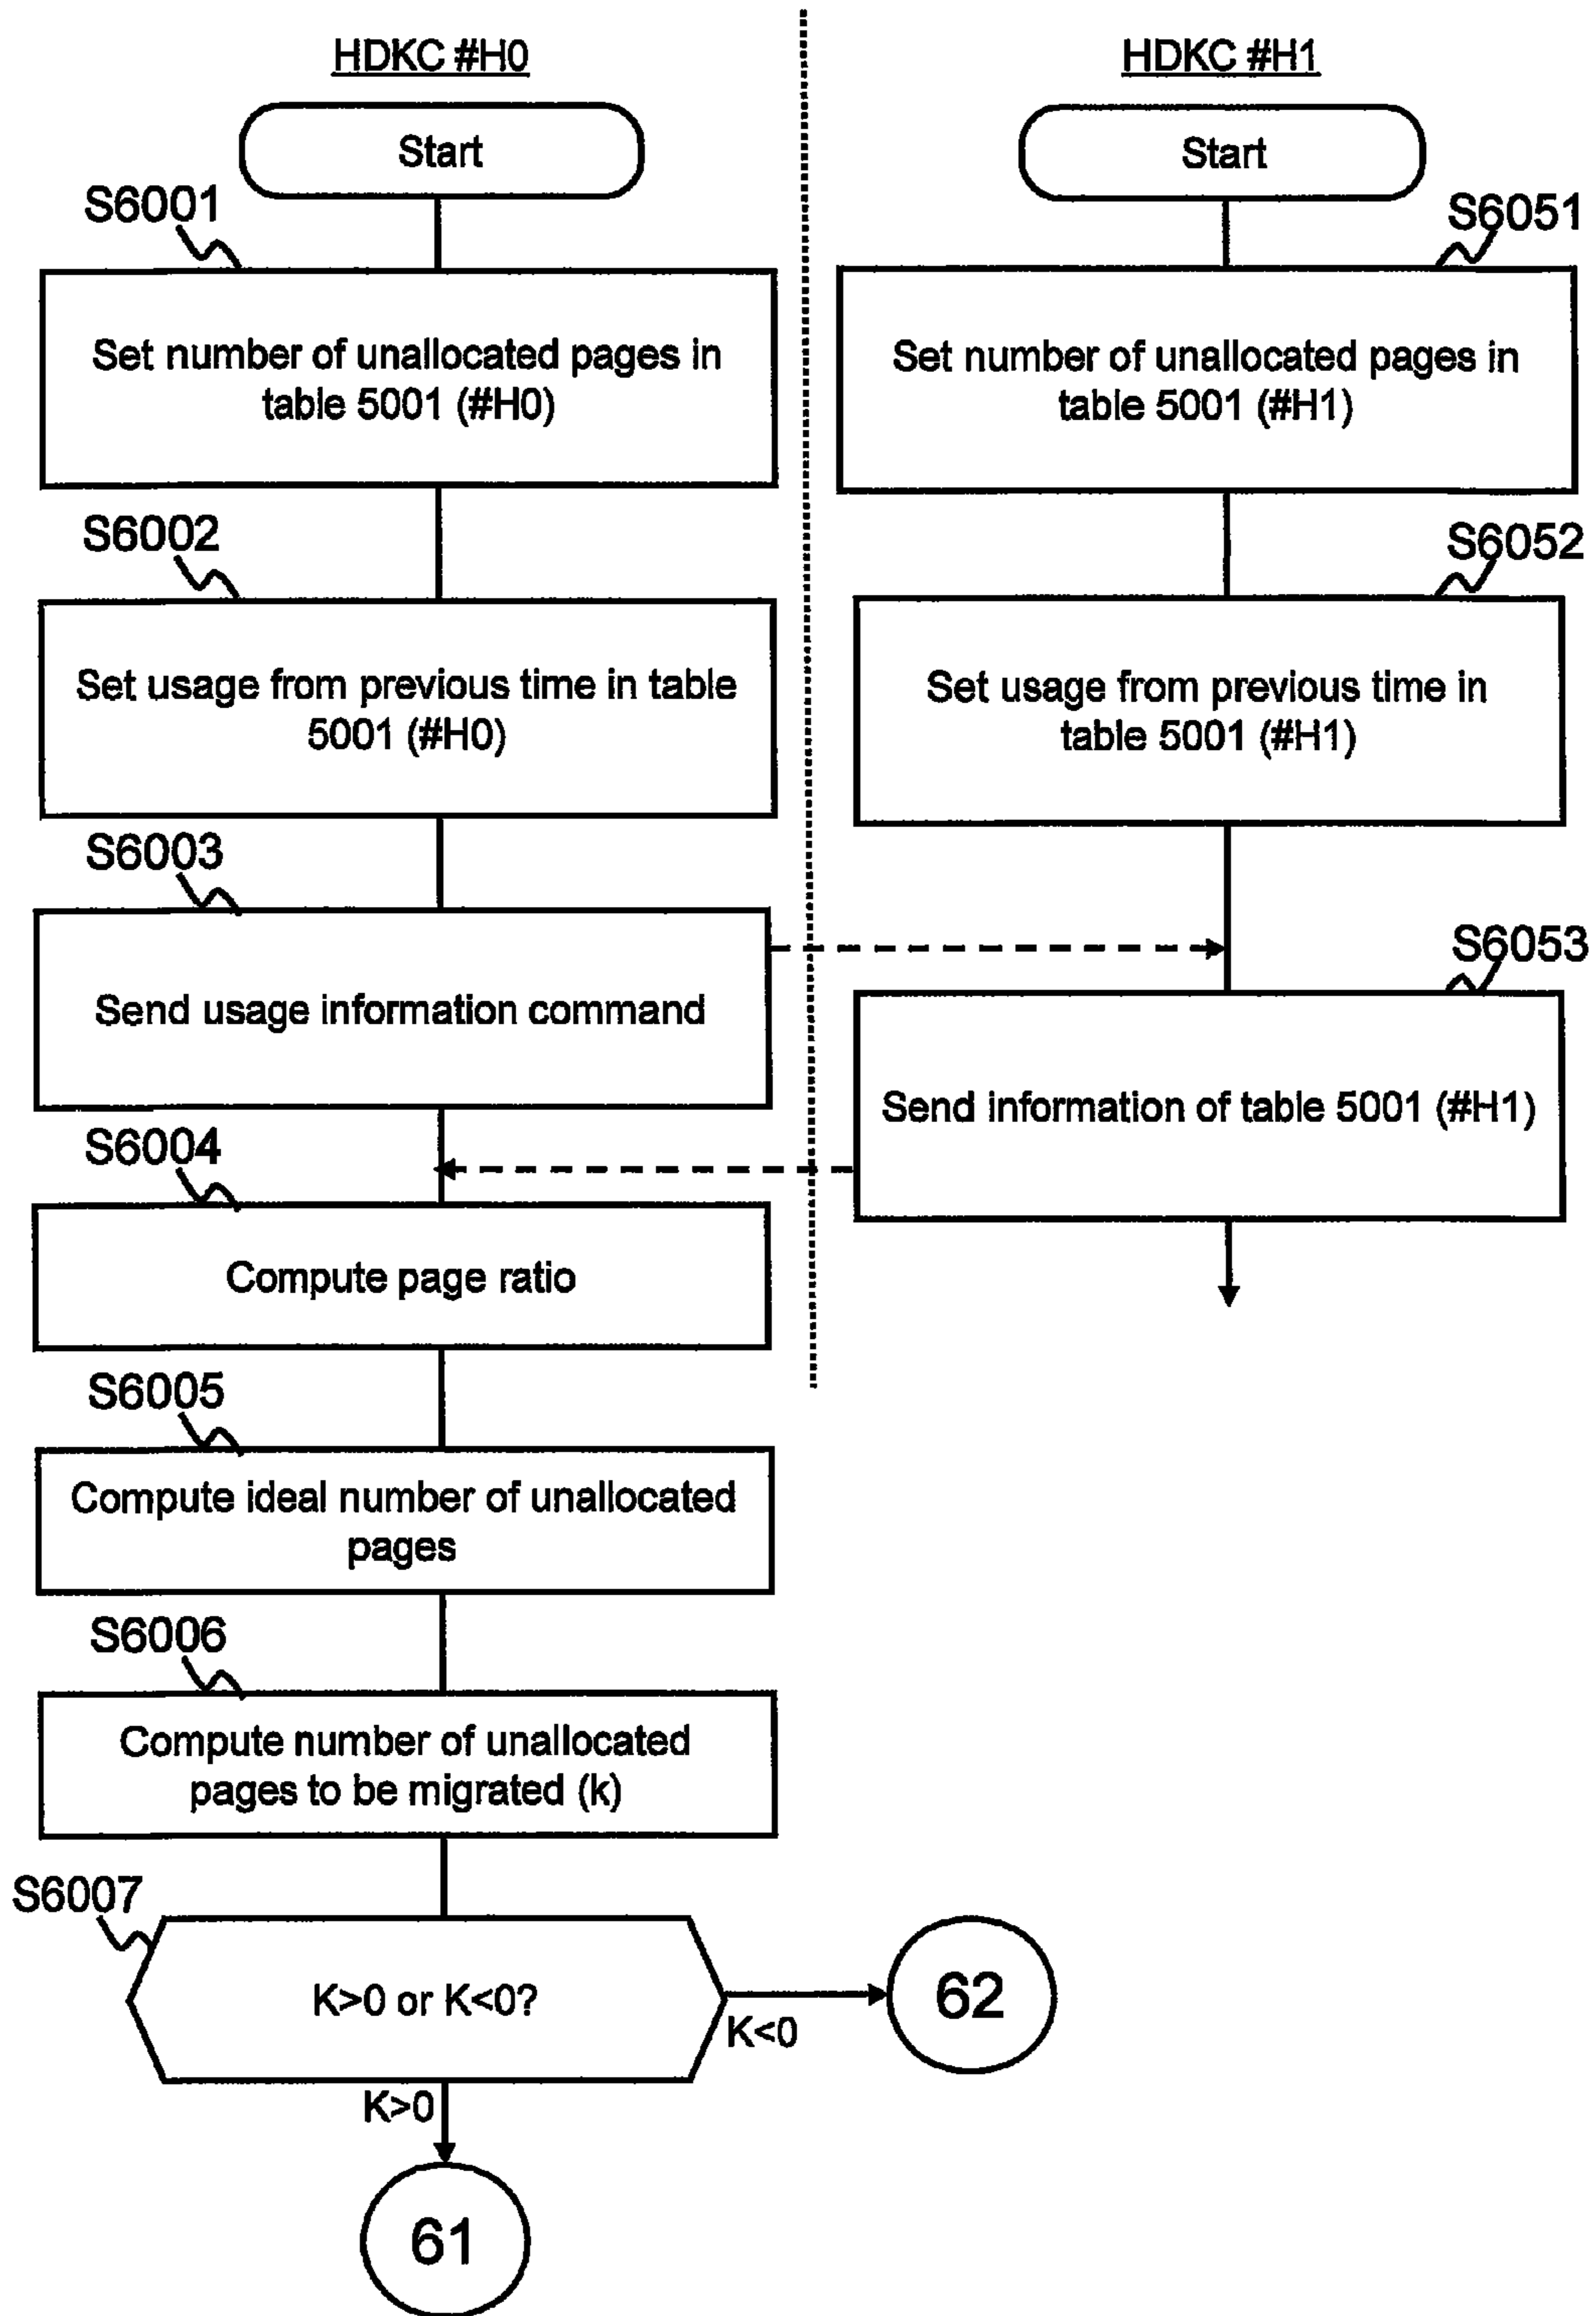 HDKC #H0
Start
S6001
Set number of unallocated pages in
table 5001 (#H0)
S6002
Set usage from previous time in table
5001 (#H0)
S6003
Send usage information command
S6004
Compute page ratio
S6005
Compute ideal number of unallocated
pages
S6006
Compute number of unallocated
pages to be migrated (k)
S6007
K>0 or K<0?
K<0
62
K>0
61
HDKC #H1
Start
S6051
Set number of unallocated pages in
table 5001 (#H1)
S6052
Set usage from previous time in
table 5001 (#H1)
S6053
Send information of table 5001 (#H1)